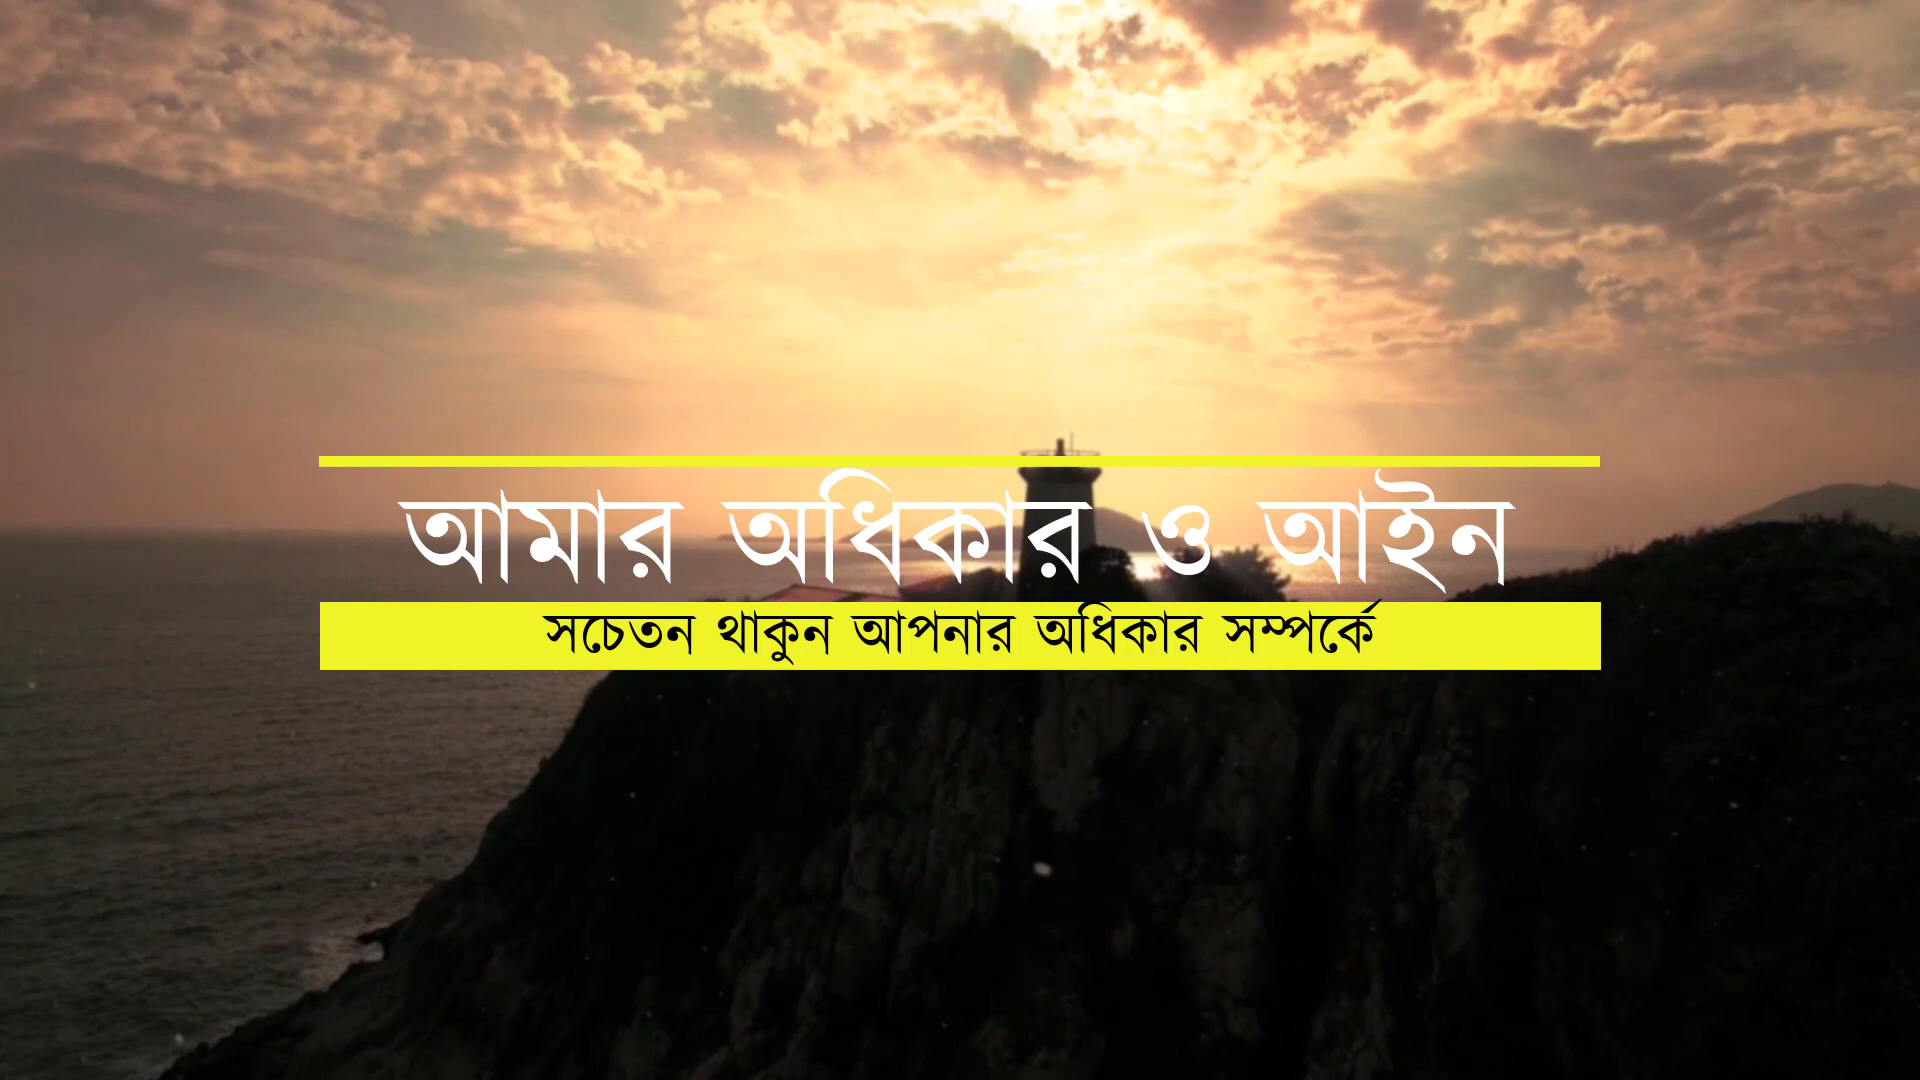 আমার অধিকার ও আইন
সচেতন থাকুন আপনার অধিকার সম্পর্কে